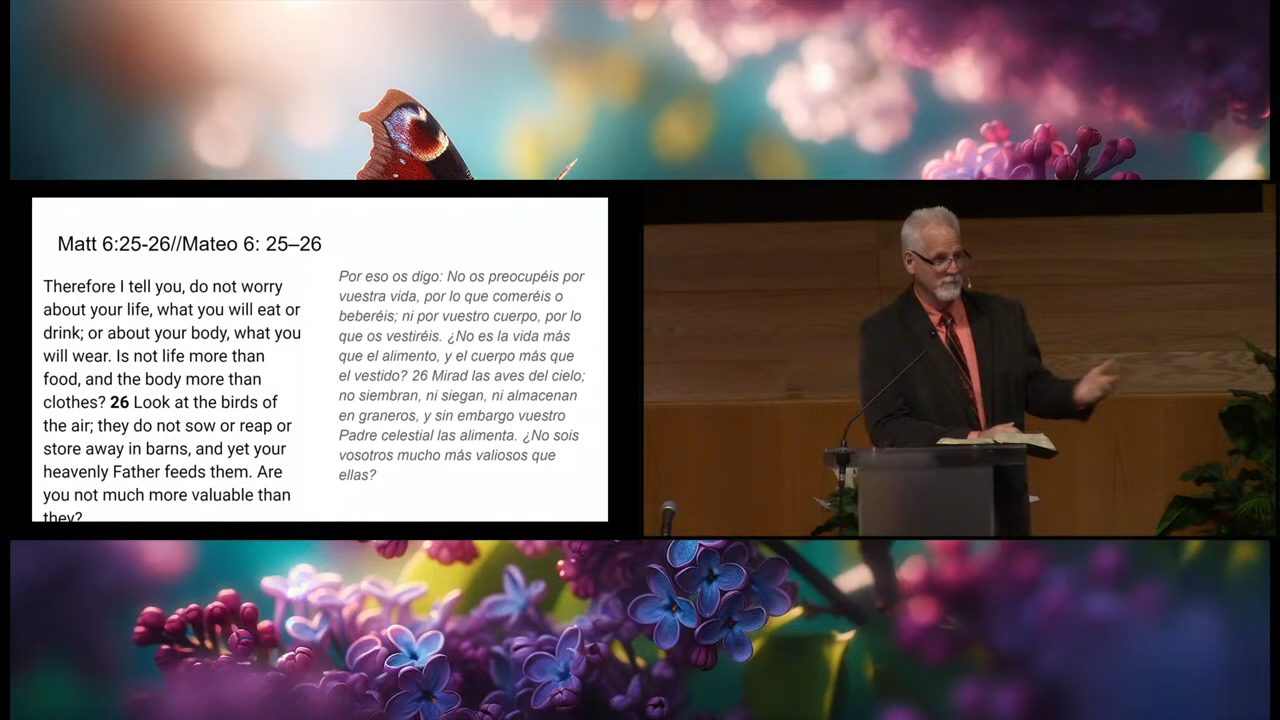 Matt 6:25-26//Mateo 6: 25–26
Therefore I tell you, do not worry
about your life, what you will eat or
drink; or about your body, what you
will wear. Is not life more than
food, and the body more than
clothes? 26 Look at the birds of
the air; they do not sow or reap or
store away in barns, and yet your
heavenly Father feeds them. Are
you not much more valuable than
they?
Por eso os digo: No os preocupéis por
vuestra vida, por lo que comeréis o
beberéis; ni por vuestro cuerpo, por lo
que os vestiréis. ¿No es la vida más
que el alimento, y el cuerpo más que
el vestido? 26 Mirad las aves del cielo;
no siembran, ni siegan, ni almacenan
en graneros, y sin embargo vuestro
Padre celestial las alimenta. ¿No sois
vosotros mucho más valiosos que
ellas?